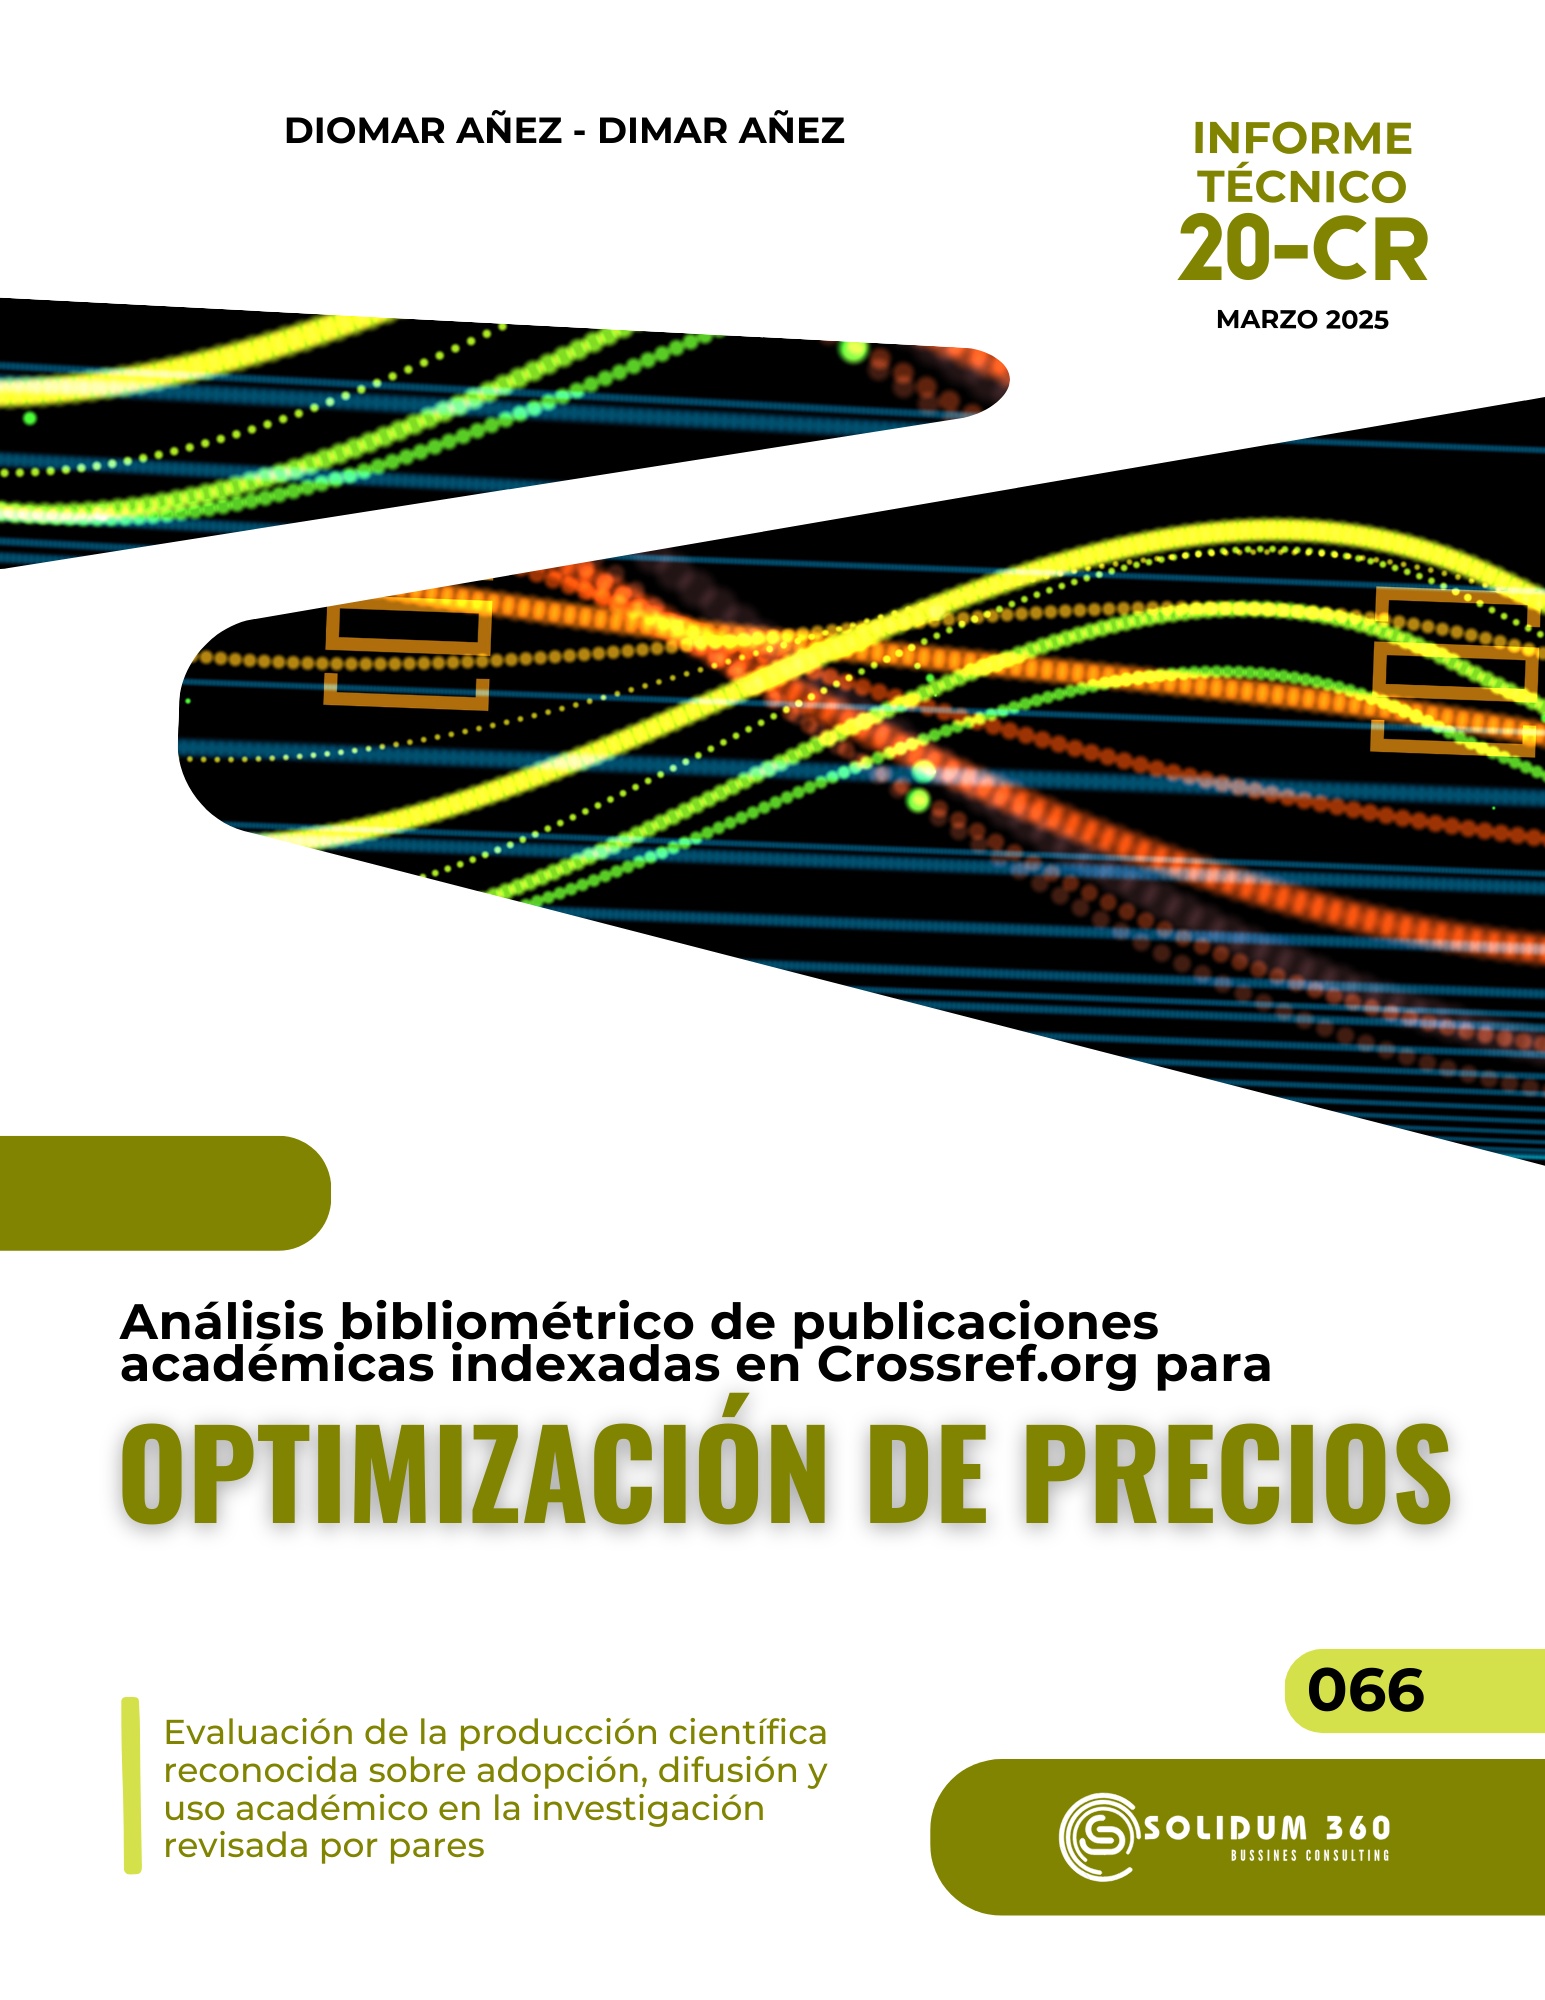 DIOMAR AÑEZ - DIMAR AÑEZ
INFORME
TÉCNICO
20-CR
MARZO 2025
Análisis bibliométrico de publicaciones
académicas indexadas en Crossref.org para
OPTIMIZACIÓN DE PRECIOS
066
Evaluación de la producción científica
reconocida sobre adopción, difusión y
uso académico en la investigación
revisada por pares
SOLIDUM 360
BUSSINES CONSULTING